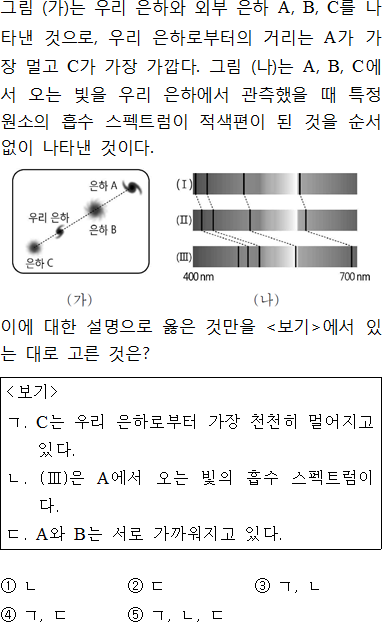 그림 (가)는 우리 은하와 외부 은하 A, B, C를 나
타낸 것으로, 우리 은하로부터의 거리는 A가 가
장 멀고 C가 가장 가깝다. 그림 (나)는 A, B, C에
서 오는 빛을 우리 은하에서 관측했을 때 특정
원소의 흡수 스펙트럼이 적색편이 된 것을 순서
없이 나타낸 것이다.
은하 A
우리 은하
은하 B
은하 C
(가)
(Ⅰ)
(Ⅱ)
(Ⅲ)
400 nm 700 nm
(나)
이에 대한 설명으로 옳은 것만을 <보기>에서 있
는 대로 고른 것은?
<보기>
ㄱ. C는 우리 은하로부터 가장 천천히 멀어지고
있다.
ㄴ. (Ⅲ)은 A에서 오는 빛의 흡수 스펙트럼이
다.
ㄷ. A와 B는 서로 가까워지고 있다.
① ㄴ ② ㄷ ③ ㄱ, ㄴ
④ ㄱ, ㄷ ⑤ ㄱ, ㄴ, ㄷ